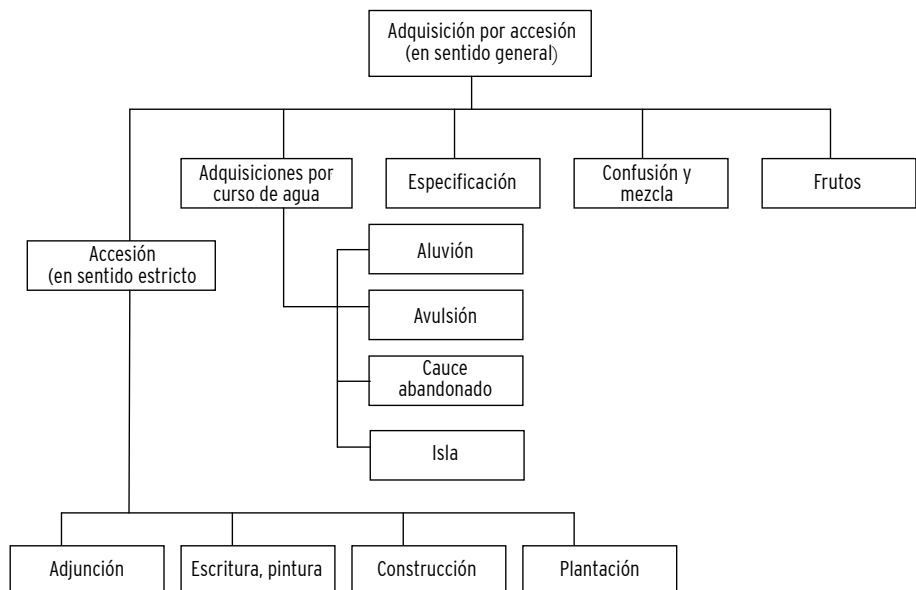 Adquisición por accesión
(en sentido general)
Adquisiciones por
curso de agua
Especificación
Confusión y
mezcla
Frutos
Accesión
(en sentido estricto
Aluvión
Avulsión
Cauce
abandonado
Isla
Adjunción
Escritura, pintura
Construcción
Plantación